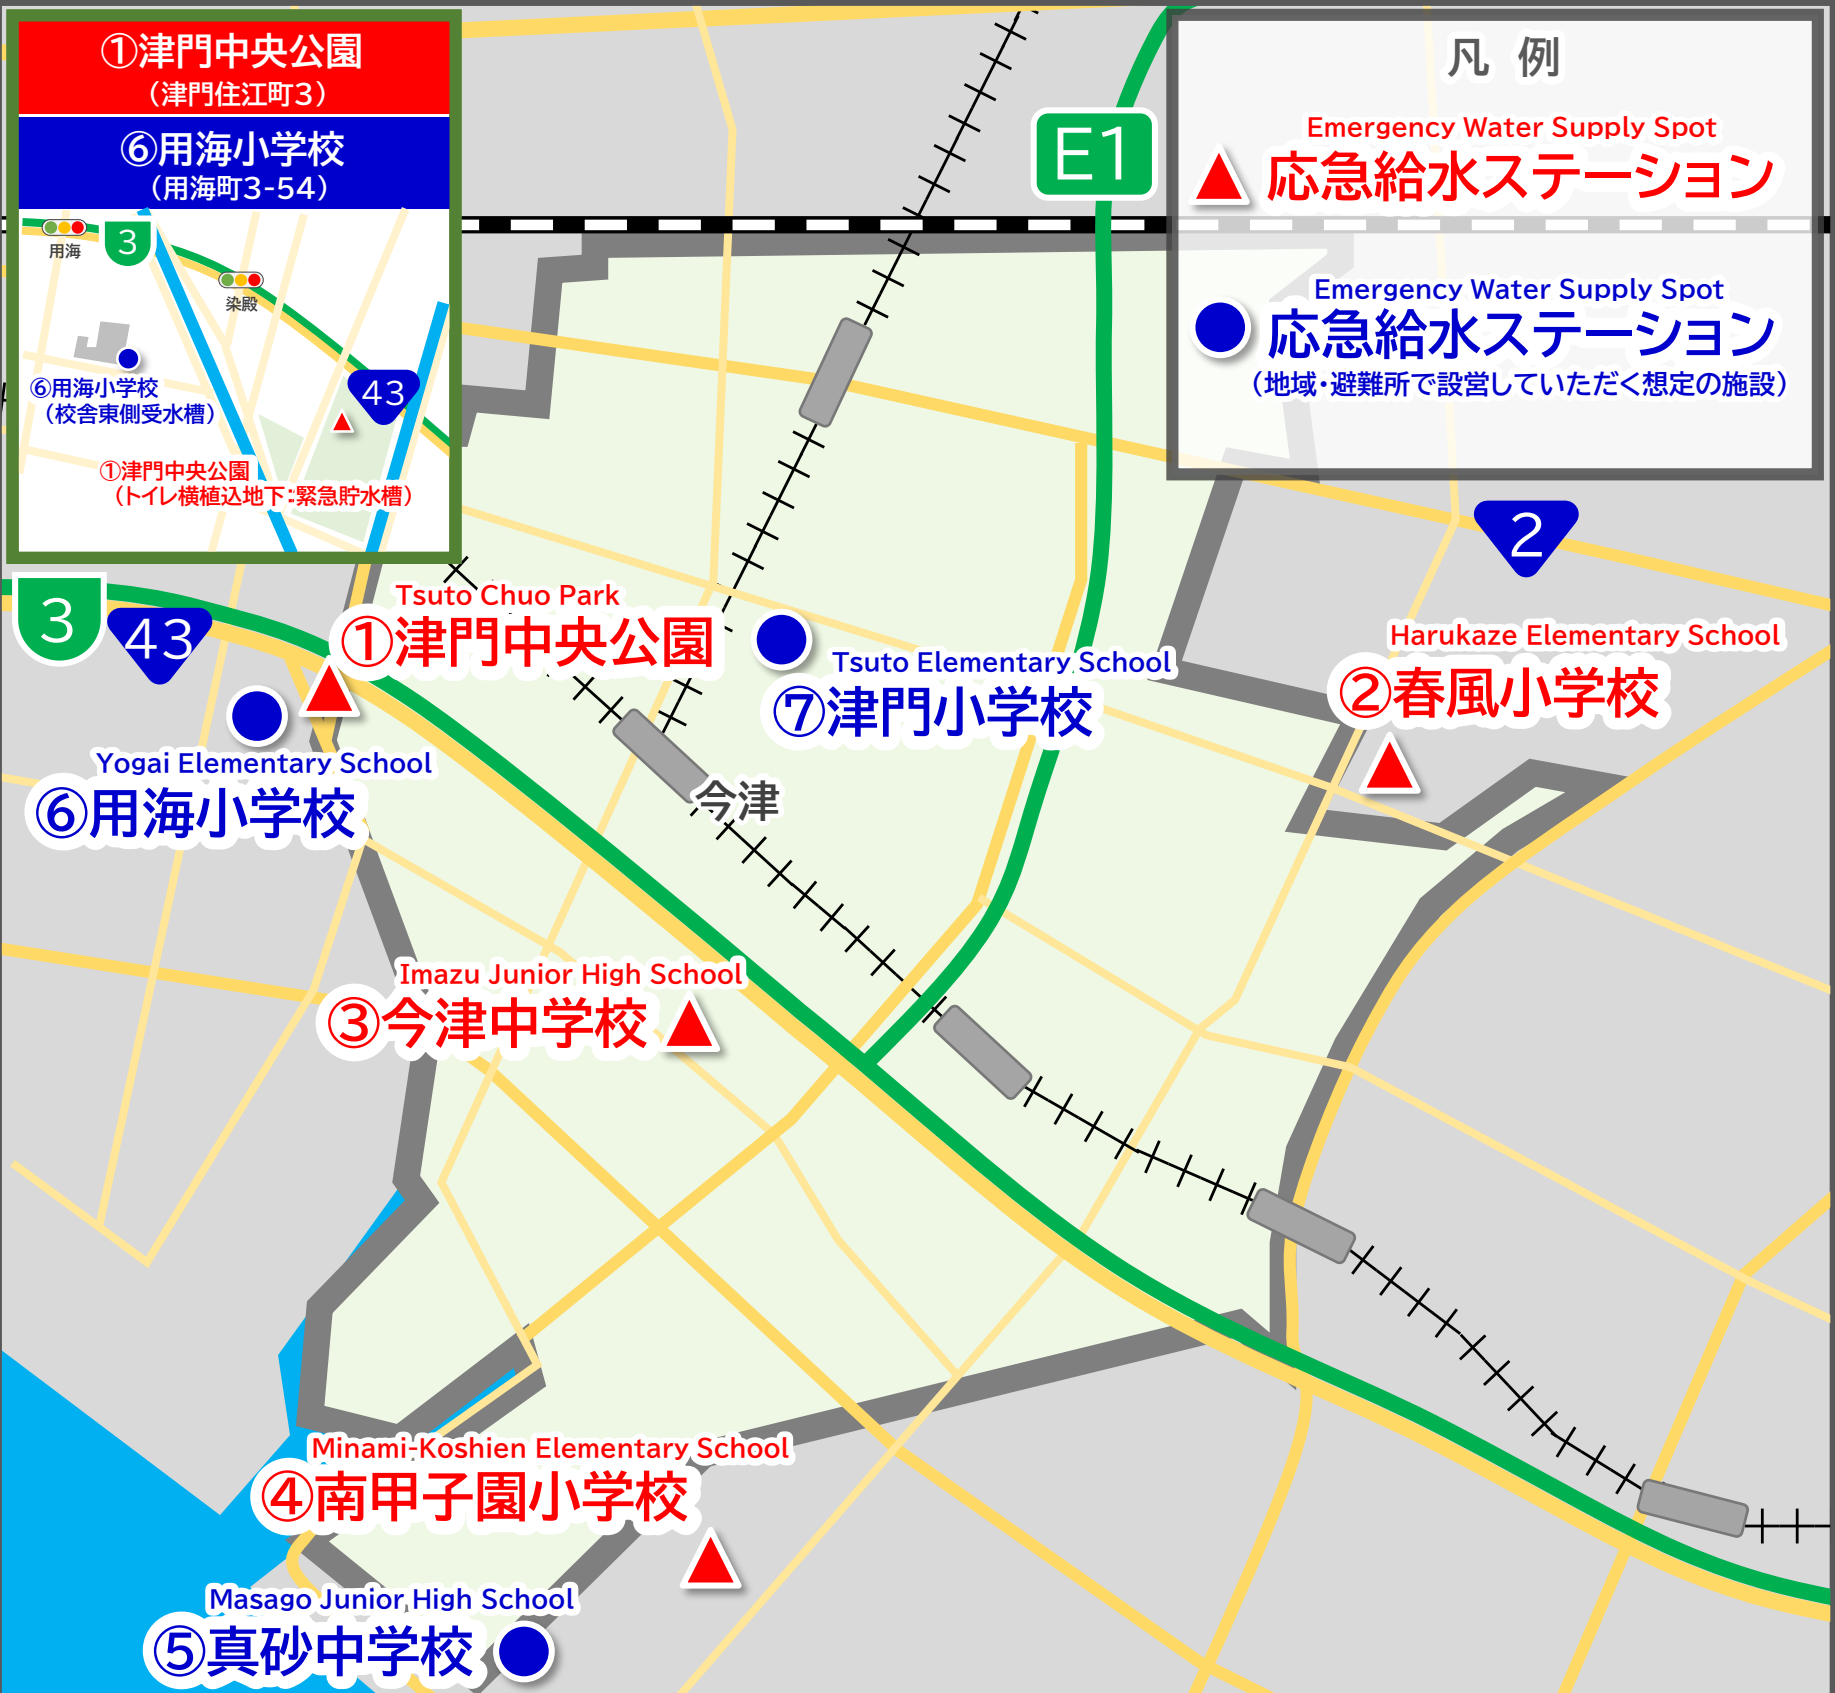 ①津門中央公園
（津門住江町3）
⑥用海小学校
（用海町3-54）
用海
3
染殿
43
⑥用海小学校
（校舎東側受水槽）
①津門中央公園
（トイレ横植込地下：緊急貯水槽）
凡 例
Emergency Water Supply Spot
応急給水ステーション
Emergency Water Supply Spot
応急給水ステーション
（地域・避難所で設営していただく想定の施設）
E1
2
3
43
Tsuto Chuo Park
①津門中央公園
Tsuto Elementary School
⑦津門小学校
Harukaze Elementary School
②春風小学校
Yogai Elementary School
⑥用海小学校
今津
Imazu Junior High School
③今津中学校
Minami-Koshien Elementary School
④南甲子園小学校
Masago Junior High School
⑤真砂中学校